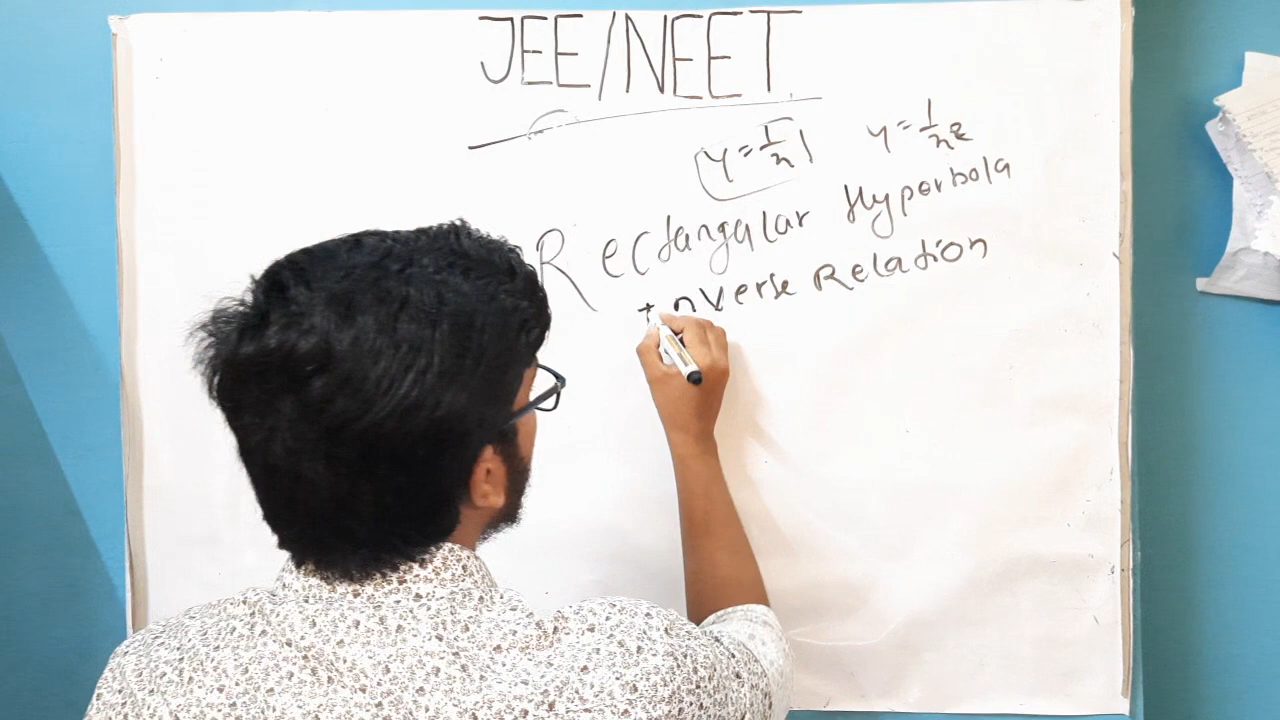 JEE/NEET
y=1/x y=1/x2
Rectangular Hyperbola
Inverse Relation